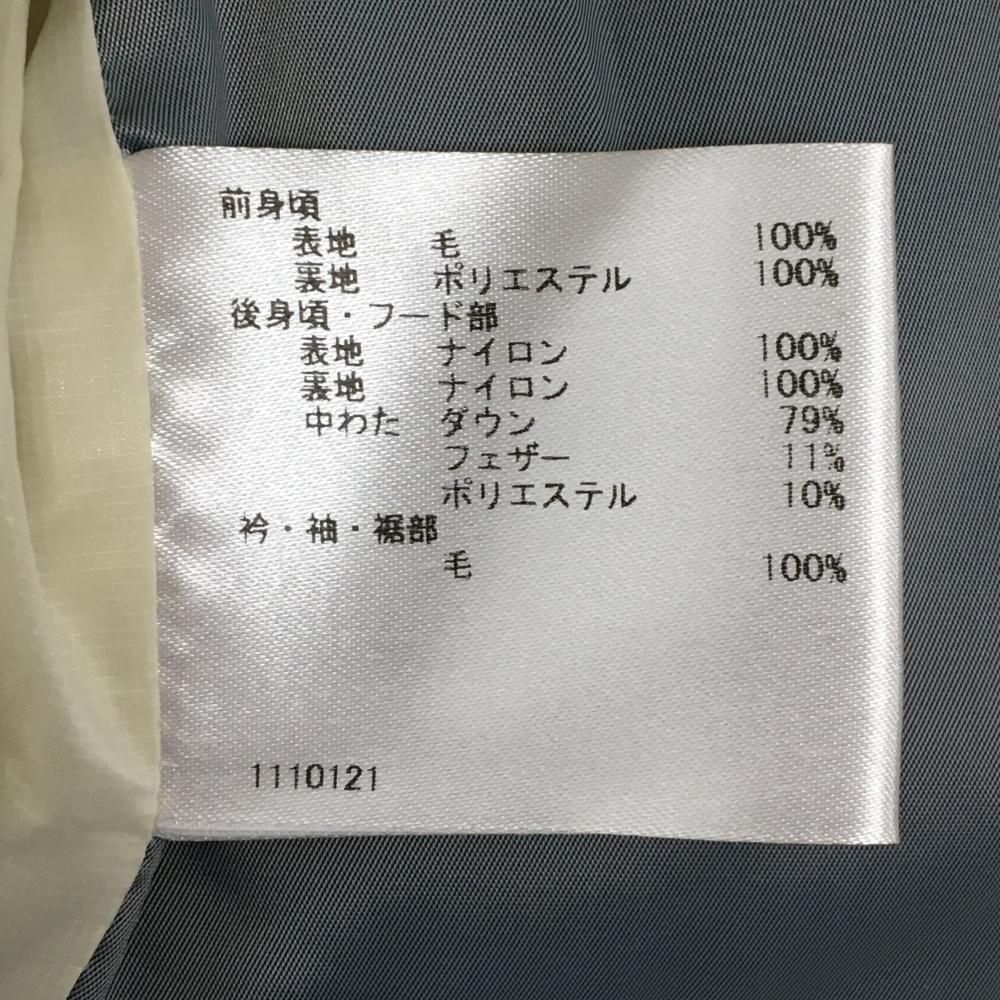 前身頃
表地 毛 100%
裏地 ポリエステル 100%
後身頃・フード部
表地 ナイロン 100%
裏地 ナイロン 100%
中わた ダウン 79%
フェザー 11%
ポリエステル 10%
衿・袖・裾部
毛 100%
1110121